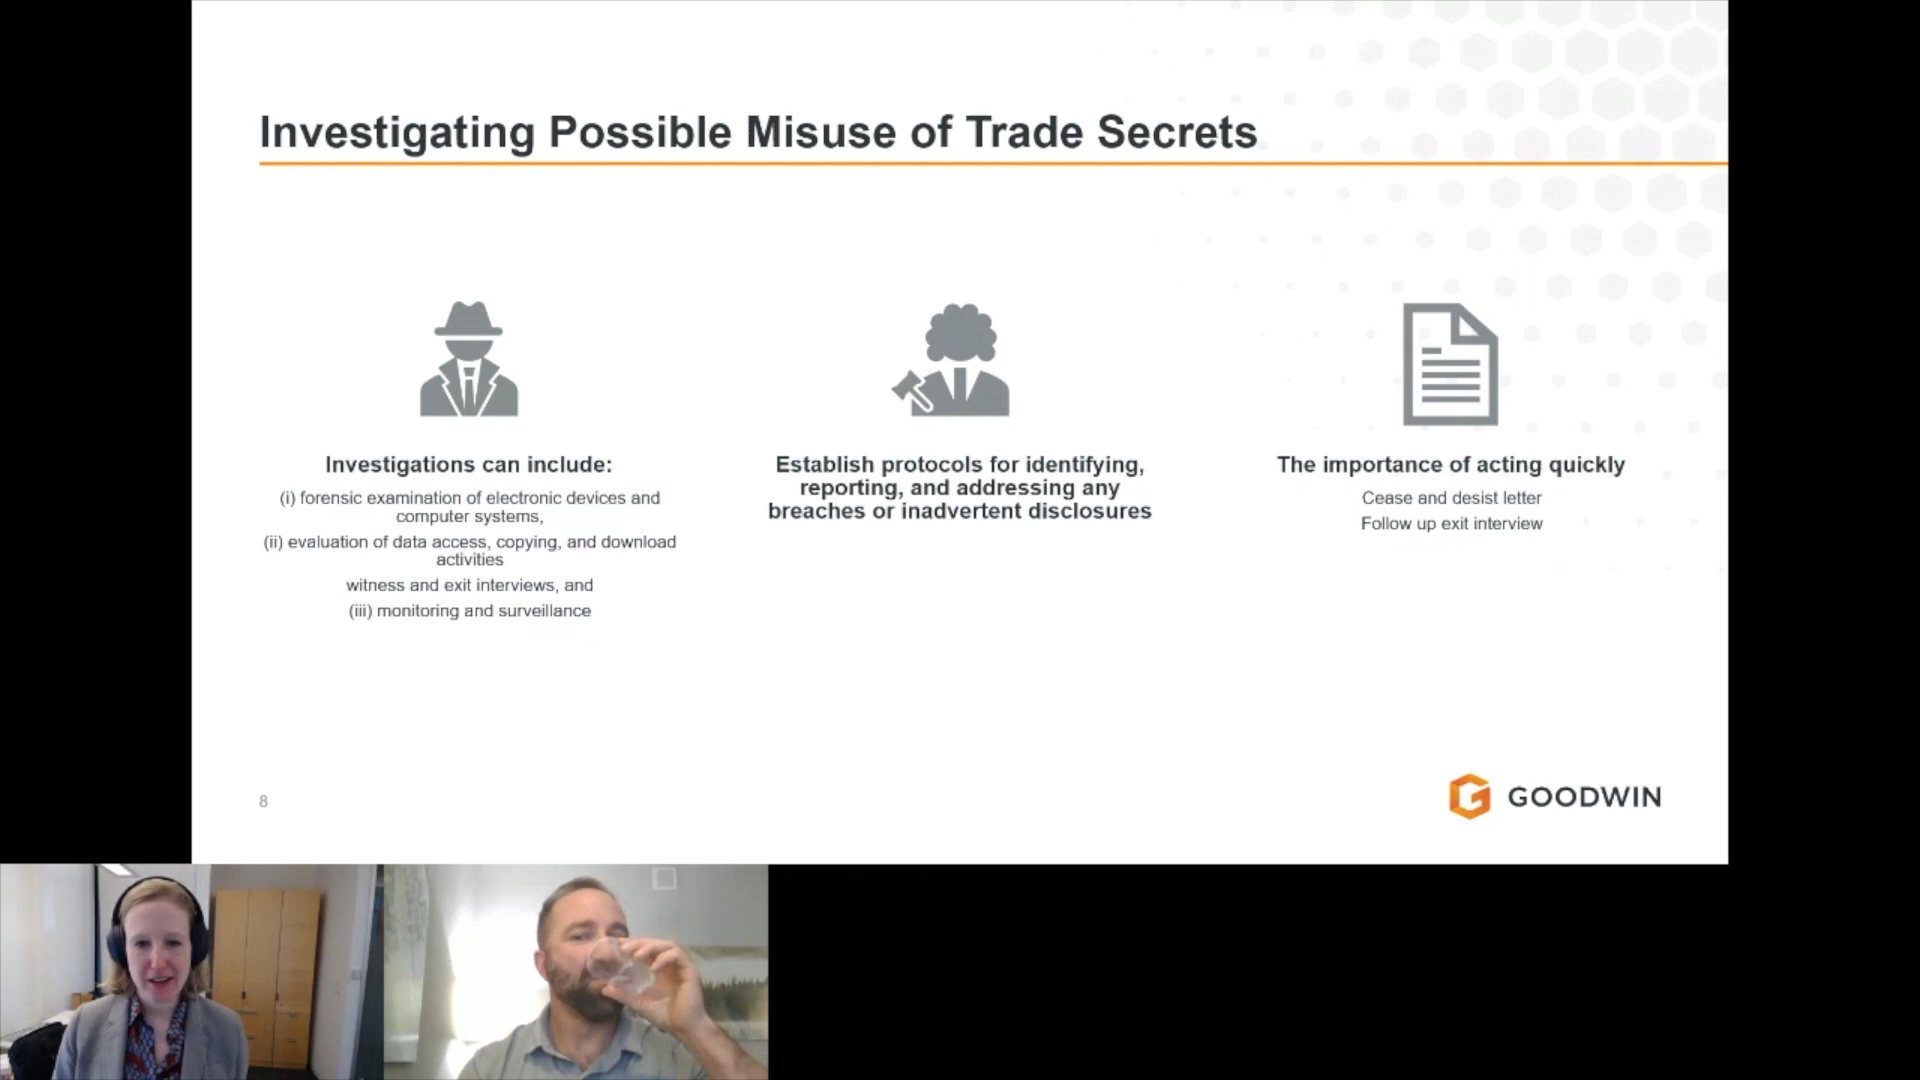 Investigating Possible Misuse of Trade Secrets
Investigations can include:
(i) forensic examination of electronic devices and
computer systems,
(ii) evaluation of data access, copying, and download
activities
witness and exit interviews, and
(iii) monitoring and surveillance
Establish protocols for identifying,
reporting, and addressing any
breaches or inadvertent disclosures
The importance of acting quickly
Cease and desist letter
Follow up exit interview
8
GOODWIN